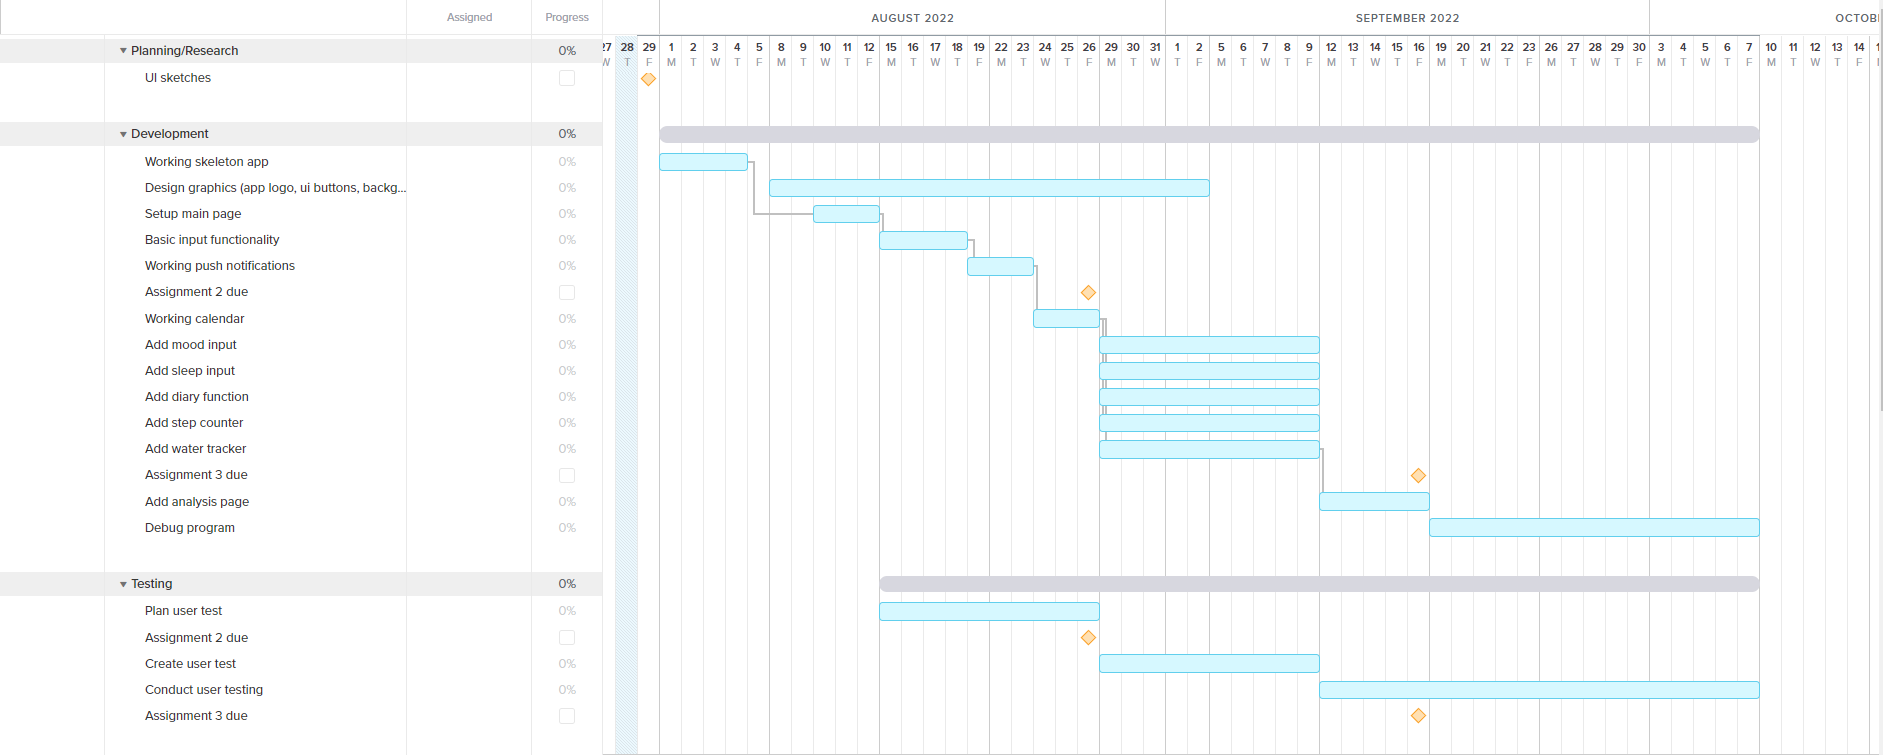 Assigned Progress AUGUST 2022 SEPTEMBER 2022
27 28 29 1 2 3 4 5 8 9 10 11 12 15 16 17 18 19 22 23 24 25 26 29 30 31 1 2 5 6 7 8 9 12 13 14 15 16 19 20 21 22 23 26 27 28 29 30 3 4 5 6 7 10 11 12 13 14
W T F M T W T F M T W T F M T W T F M T W T F M T W T F M T W T F M T W T F M T W T F M T W T F M T W T F M T W T F
Planning/Research 0%
UI sketches
Development 0%
Working skeleton app 0%
Design graphics (app logo, ui buttons, backg... 0%
Setup main page 0%
Basic input functionality 0%
Working push notifications 0%
Assignment 2 due
Working calendar 0%
Add mood input 0%
Add sleep input 0%
Add diary function 0%
Add step counter 0%
Add water tracker 0%
Assignment 3 due
Add analysis page 0%
Debug program 0%
Testing 0%
Plan user test 0%
Assignment 2 due
Create user test 0%
Conduct user testing 0%
Assignment 3 due